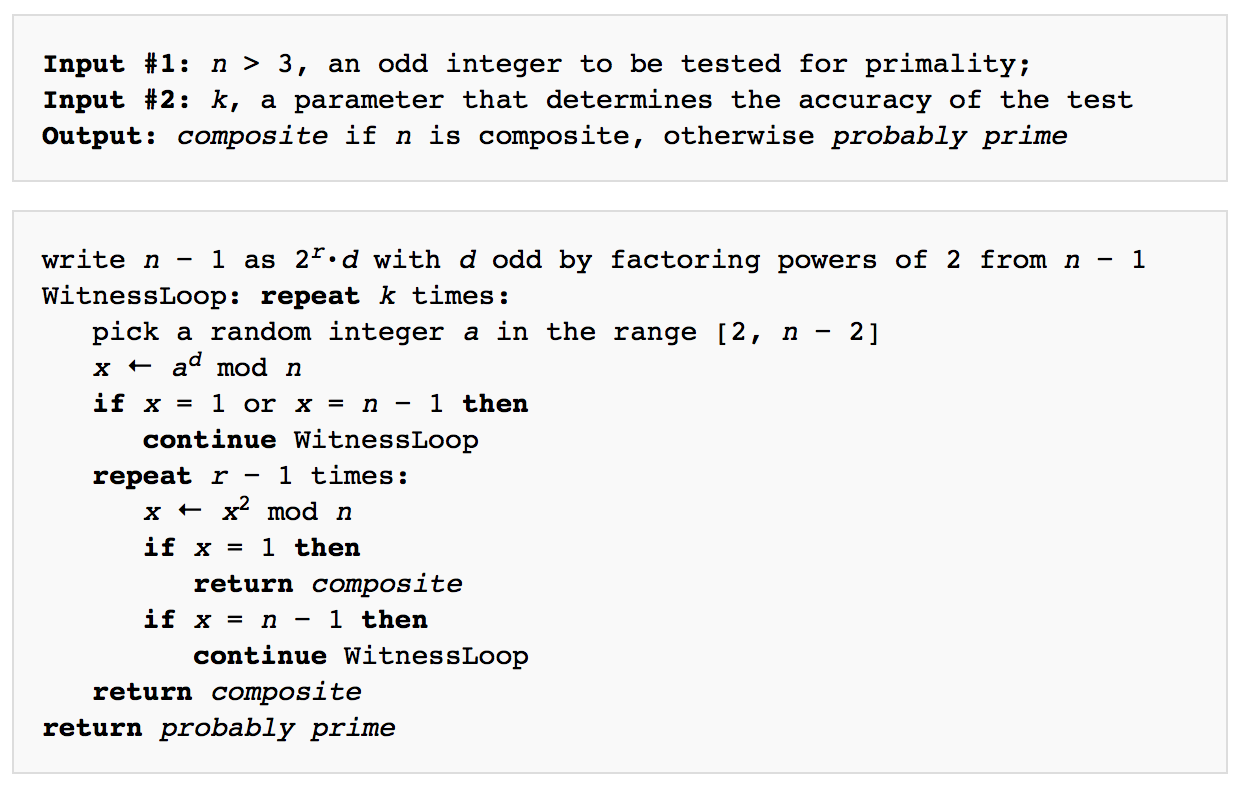 Input #1: n > 3, an odd integer to be tested for primality;
Input #2: k, a parameter that determines the accuracy of the test
Output: composite if n is composite, otherwise probably prime
write n − 1 as 2^r·d with d odd by factoring powers of 2 from n − 1
WitnessLoop: repeat k times:
pick a random integer a in the range [2, n − 2]
x ← a^d mod n
if x = 1 or x = n − 1 then
continue WitnessLoop
repeat r − 1 times:
x ← x² mod n
if x = 1 then
return composite
if x = n − 1 then
continue WitnessLoop
return composite
return probably prime